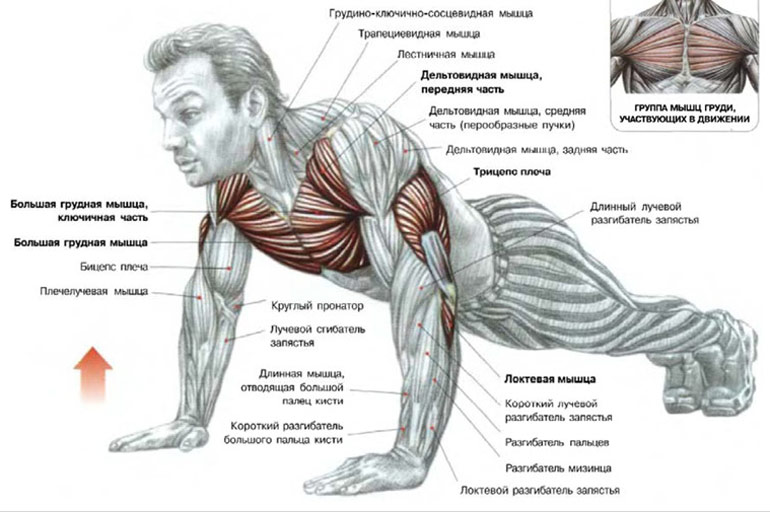 Грудино-ключично-сосцевидная мышца
Трапециевидная мышца
Лестничная мышца
Дельтовидная мышца,
передняя часть
Дельтовидная мышца, средняя
часть (перообразные пучки)
Дельтовидная мышца, задняя часть
Трицепс плеча
Длинный лучевой
разгибатель запястья
ГРУППА МЫШЦ ГРУДИ,
УЧАСТВУЮЩИХ В ДВИЖЕНИИ
Большая грудная мышца,
ключичная часть
Большая грудная мышца
Бицепс плеча
Плечелучевая мышца
Круглый пронатор
Лучевой сгибатель
запястья
Длинная мышца,
отводящая большой
палец кисти
Короткий разгибатель
большого пальца кисти
Локтевая мышца
Короткий лучевой
разгибатель запястья
Разгибатель пальцев
Разгибатель мизинца
Локтевой разгибатель запястья